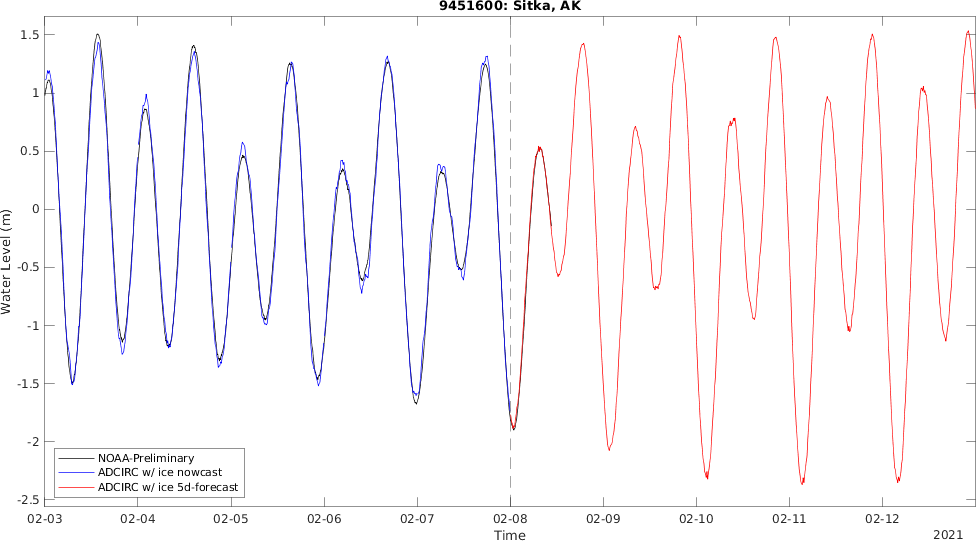 9451600: Sitka, AK
1.5
1
0.5
0
-0.5
-1
-1.5
-2
-2.5
Water Level (m)
NOAA-Preliminary
ADCIRC w/ ice nowcast
ADCIRC w/ ice 5d-forecast
02-03 02-04 02-05 02-06 02-07 02-08 02-09 02-10 02-11 02-12
Time
2021